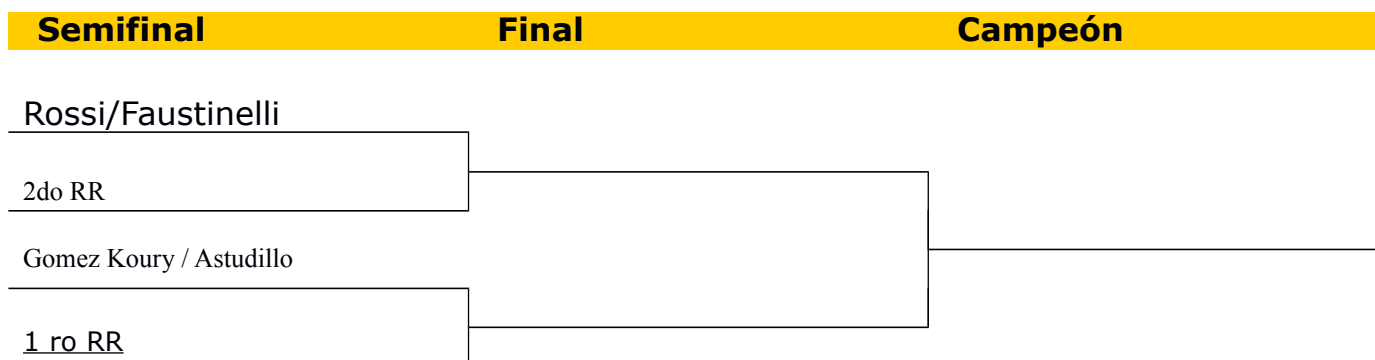 Semifinal Final Campeón
Rossi/Faustinelli
2do RR
Gomez Koury / Astudillo
1 ro RR